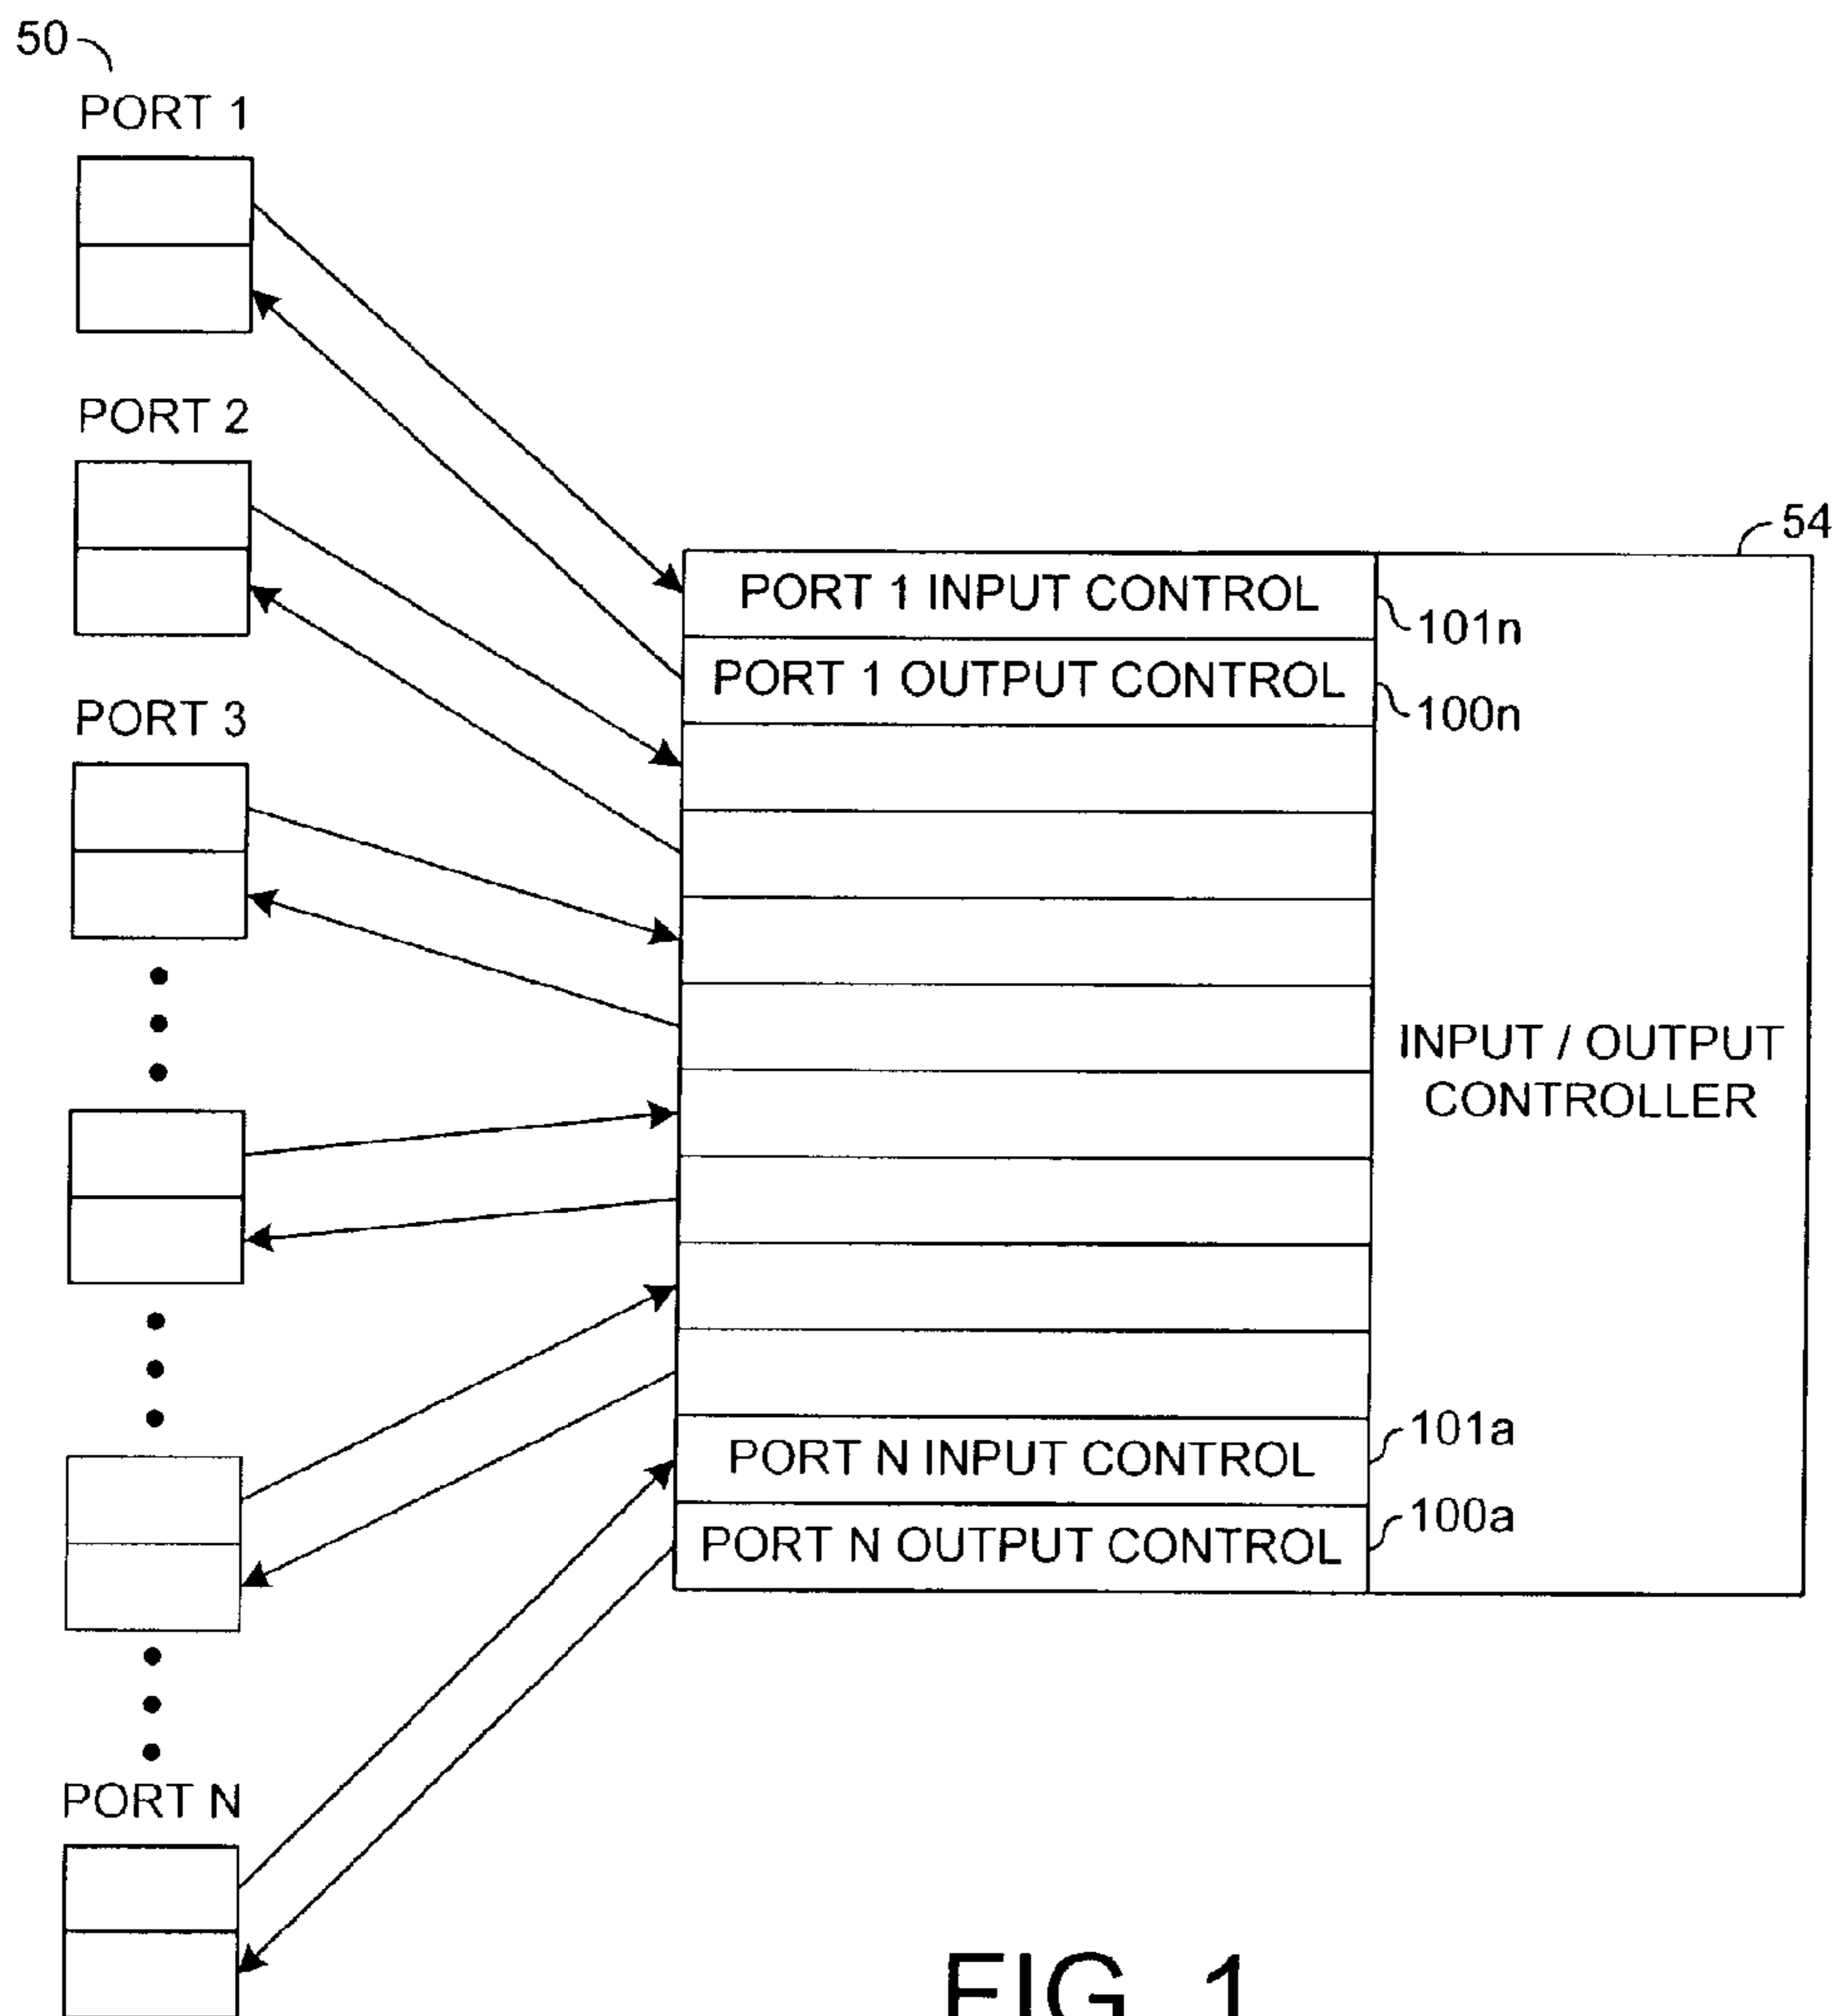 50
PORT 1
PORT 2
PORT 3
54
PORT 1 INPUT CONTROL
101n
PORT 1 OUTPUT CONTROL
100n
INPUT / OUTPUT
CONTROLLER
101a
PORT N INPUT CONTROL
100a
PORT N OUTPUT CONTROL
PORT N
FIG. 1